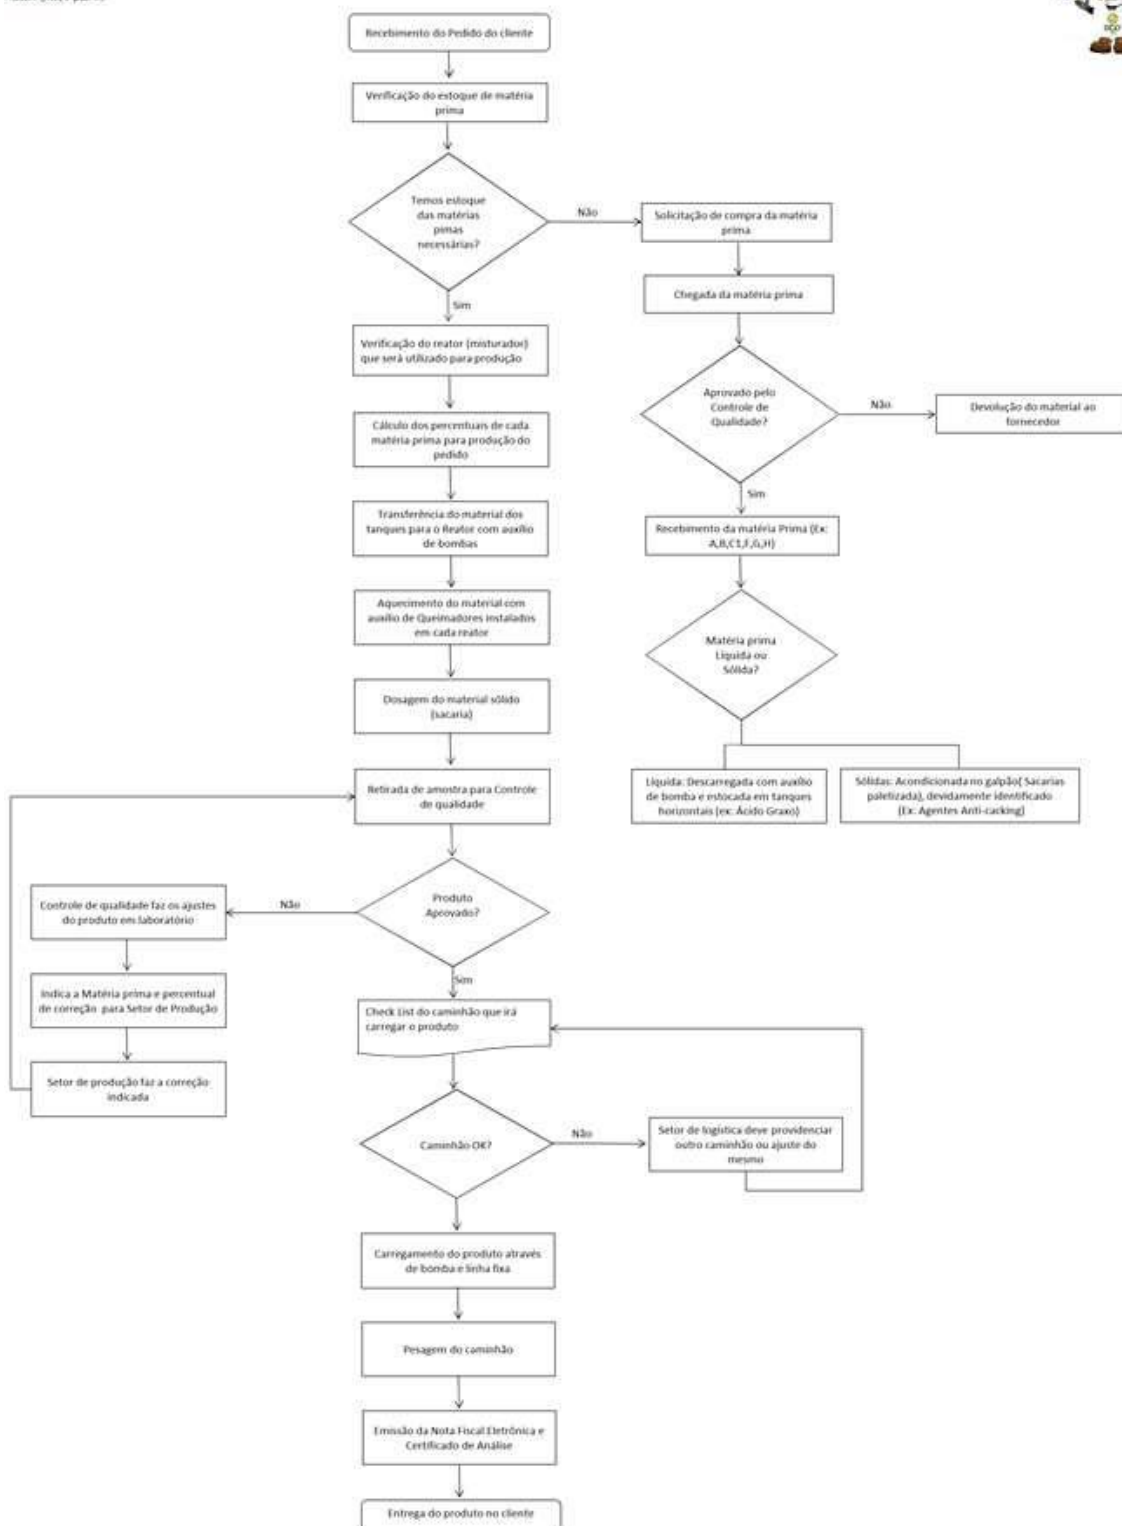 Recebimento do Pedido do cliente
Verificação do estoque de matéria
prima
Temos estoque
das matérias
pimas
necessárias?
Não
Solicitação de compra da matéria
prima
Chegada da matéria prima
Sim
Verificação do reator (misturador)
que será utilizado para produção
Aprovado pelo
Controle de
Qualidade?
Não
Devolução do material ao
fornecedor
Cálculo dos percentuais de cada
matéria prima para produção do
pedido
Sim
Transferência do material dos
tanques para o Reator com auxílio
de bombas
Recebimento da matéria Prima (Ex:
A,B,C1,F,G,H)
Aquecimento do material com
auxílio de Queimadores instalados
em cada reator
Matéria prima
Líquida ou
Sólida?
Dosagem do material sólido
(sacaria)
Retirada de amostra para Controle
de qualidade
Líquida: Descarregada com auxílio
de bomba e estocada em tanques
horizontais (ex: Ácido Graxo)
Sólidas: Acondicionada no galpão( Sacarias
paletizada), devidamente identificado
(Ex: Agentes Anti-cacking)
Produto
Aprovado?
Não
Controle de qualidade faz os ajustes
do produto em laboratório
Indica a Matéria prima e percentual
de correção para Setor de Produção
Setor de produção faz a correção
indicada
Sim
Check List do caminhão que irá
carregar o produto
Caminhão OK?
Não
Setor de logística deve providenciar
outro caminhão ou ajuste do
mesmo
Carregamento do produto através
de bomba e linha fixa
Pesagem do caminhão
Emissão da Nota Fiscal Eletrônica e
Certificado de Análise
Entrega do produto no cliente